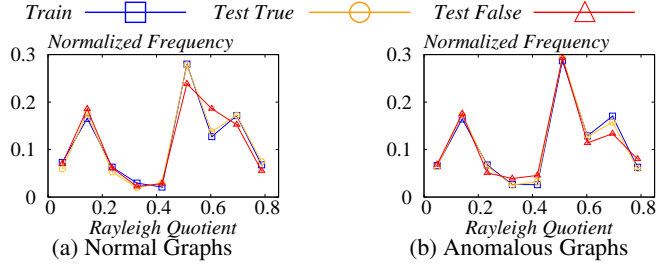 Train Test True Test False
Normalized Frequency Normalized Frequency
0.3 0.3
0.2 0.2
0.1 0.1
0 0
0.0 0.2 0.4 0.6 0.8 0.0 0.2 0.4 0.6 0.8
Rayleigh Quotient Rayleigh Quotient
(a) Normal Graphs (b) Anomalous Graphs